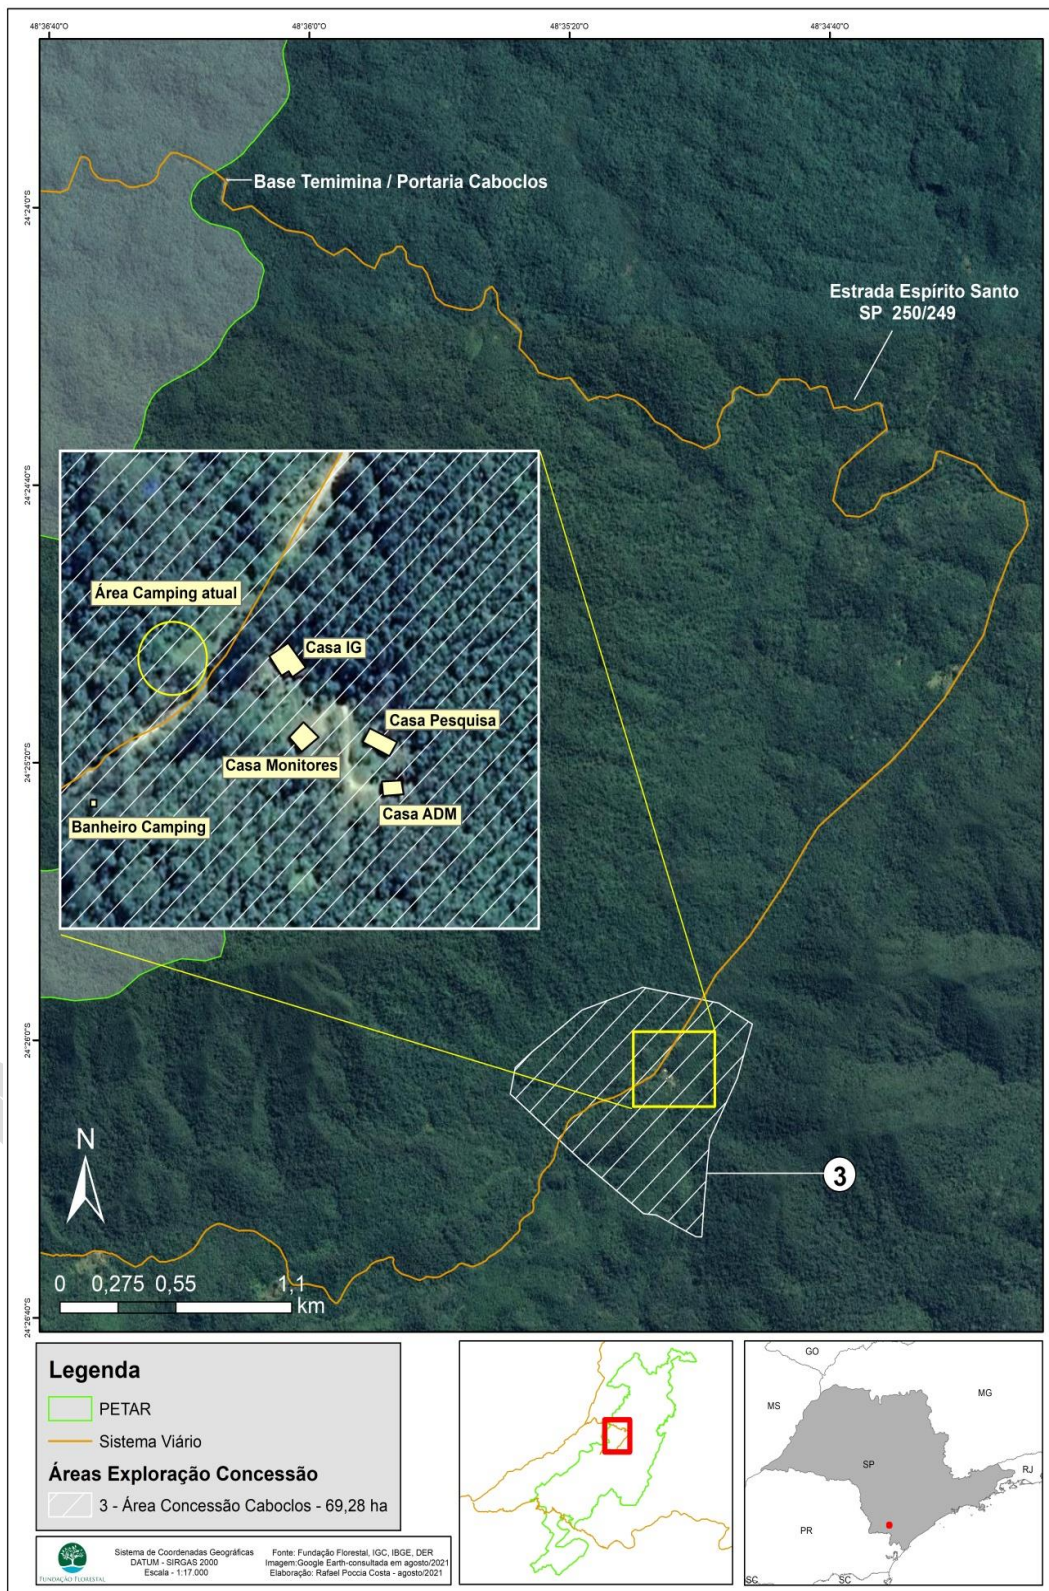 48°36'40"O
48°36'0"O
48°35'20"O
48°34'40"O
24°24'0"S
24°24'40"S
24°25'20"S
24°26'0"S
24°26'40"S
Base Temimina / Portaria Caboclos
Estrada Espírito Santo
SP 250/249
Área Camping atual
Casa IG
Casa Pesquisa
Casa Monitores
Casa ADM
Banheiro Camping
3
N
0 0,275 0,55 1,1
km
Legenda
PETAR
Sistema Viário
Áreas Exploração Concessão
3 - Área Concessão Caboclos - 69,28 ha
FUNDAÇÃO FLORESTAL
Sistema de Coordenadas Geográficas
DATUM - SIRGAS 2000
Escala - 1:17.000
Fonte: Fundação Florestal, IGC, IBGE, DER
Imagem:Google Earth-consultada em agosto/2021
Elaboração: Rafael Poccia Costa - agosto/2021
GO
MS
MG
SP
RJ
PR
SC
SC